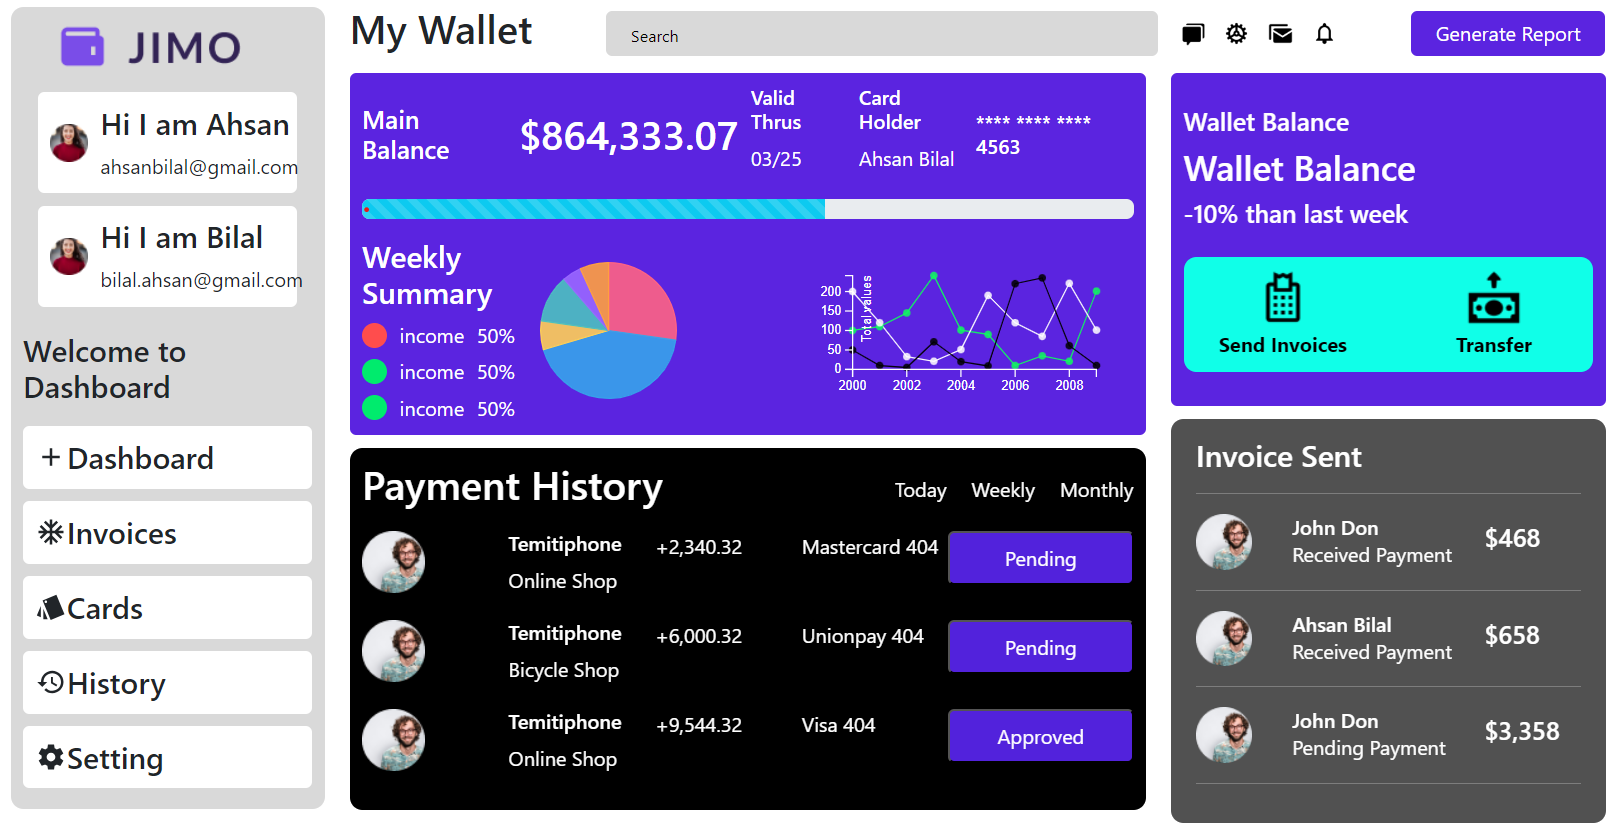 JIMO
Hi I am Ahsan
ahsanbilal@gmail.com
Hi I am Bilal
bilal.ahsan@gmail.com
Welcome to
Dashboard
Dashboard
Invoices
Cards
History
Setting
My Wallet
Search
Generate Report
Main
Balance
$864,333.07
Valid
Thrus
03/25
Card
Holder
Ahsan Bilal
**** **** ****
4563
Weekly
Summary
income 50%
income 50%
income 50%
Total values
200
150
100
50
0
2000 2002 2004 2006 2008
Wallet Balance
Wallet Balance
-10% than last week
Send Invoices
Transfer
Payment History
Today Weekly Monthly
Temitiphone +2,340.32 Mastercard 404 Pending
Online Shop
Temitiphone +6,000.32 Unionpay 404 Pending
Bicycle Shop
Temitiphone +9,544.32 Visa 404 Approved
Online Shop
Invoice Sent
John Don
Received Payment
$468
Ahsan Bilal
Received Payment
$658
John Don
Pending Payment
$3,358